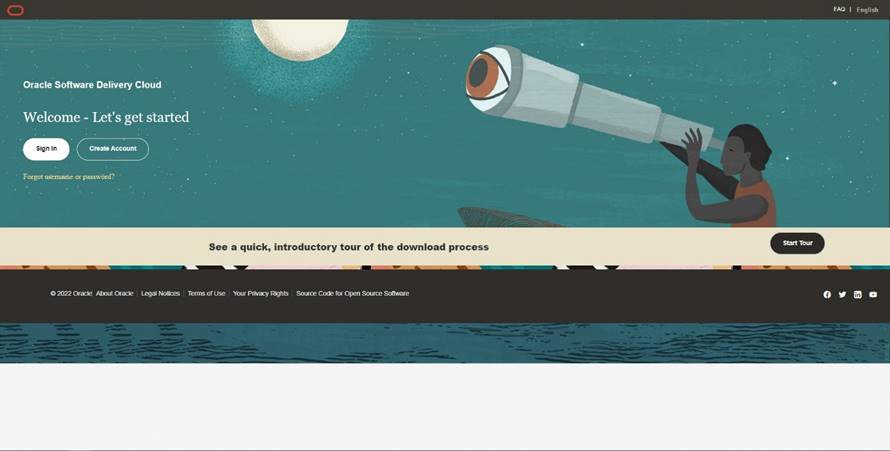 FAQ | English
Oracle Software Delivery Cloud
Welcome - Let's get started
Sign In
Create Account
Forgot username or password?
See a quick, introductory tour of the download process
Start Tour
© 2022 Oracle | About Oracle | Legal Notices | Terms of Use | Your Privacy Rights | Source Code for Open Source Software